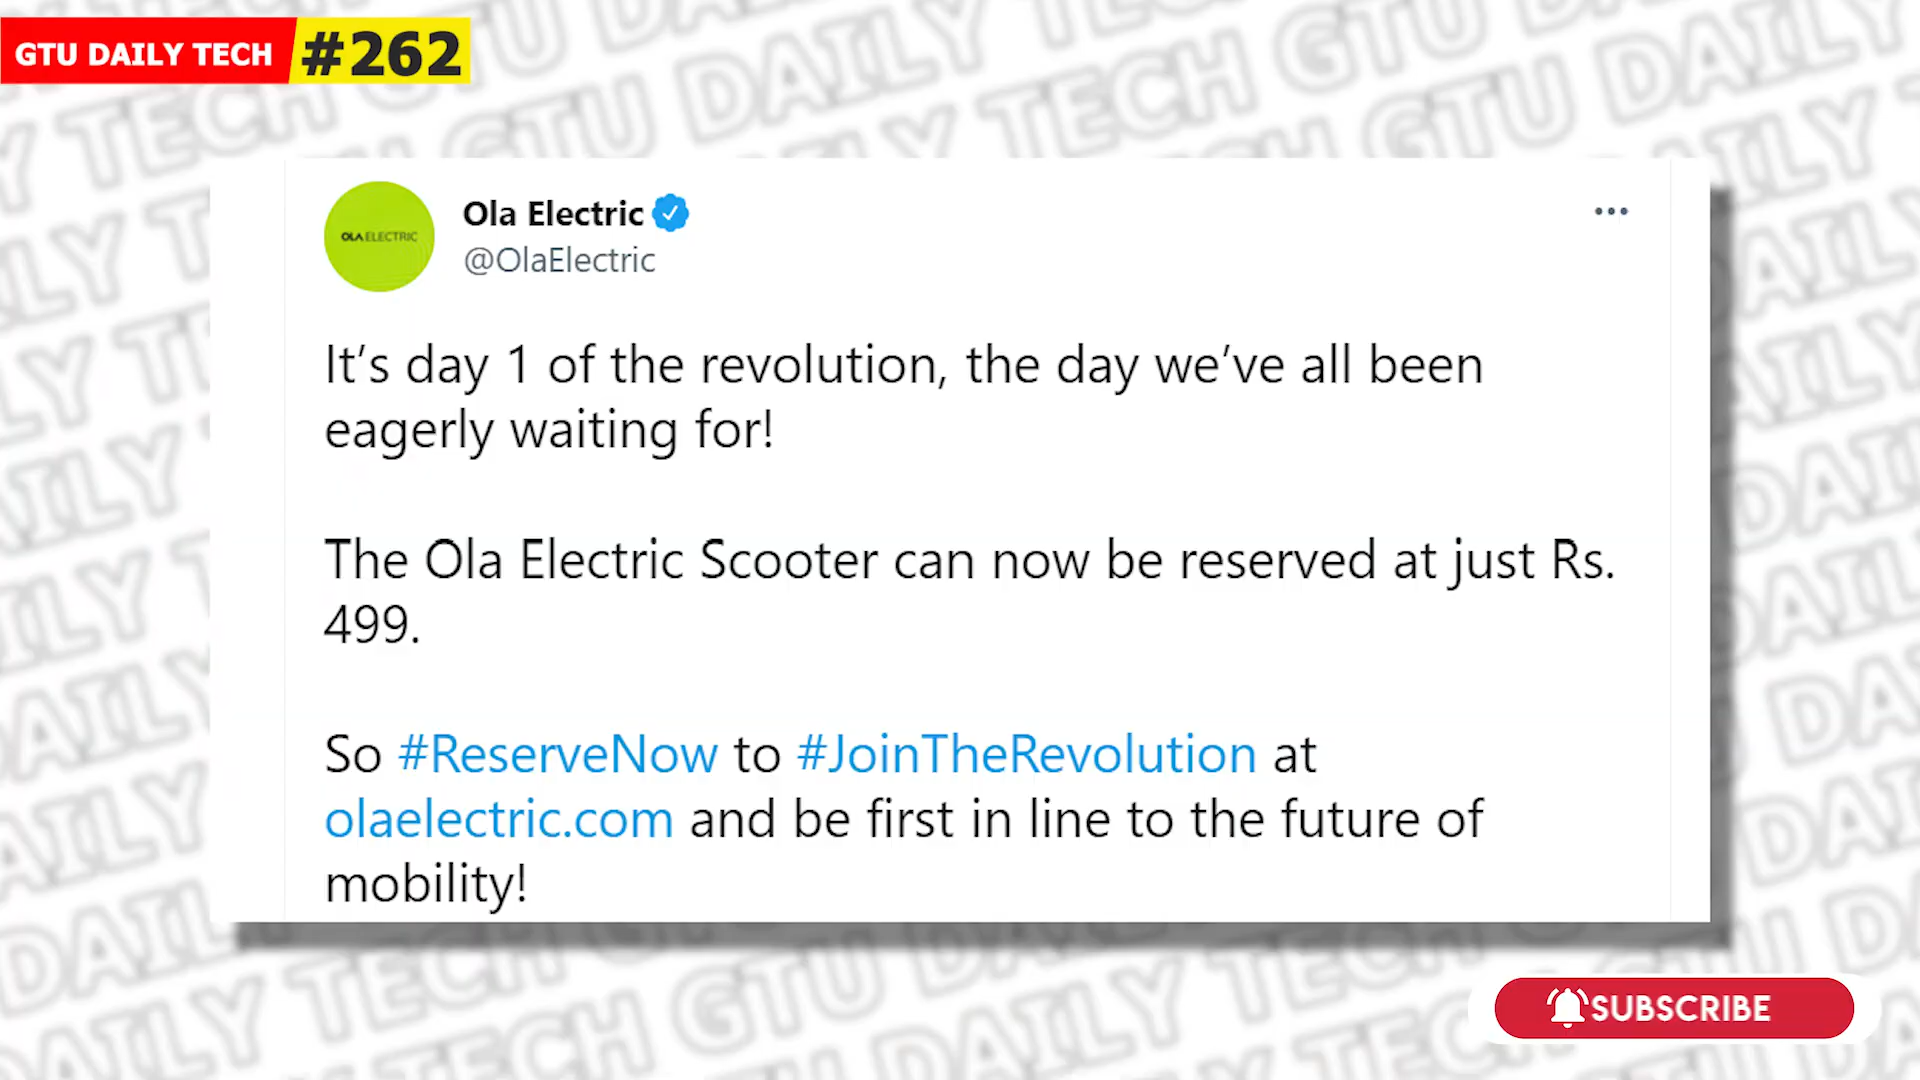 GTU DAILY TECH #262
OLA ELECTRIC
Ola Electric
@OlaElectric
It’s day 1 of the revolution, the day we’ve all been
eagerly waiting for!
The Ola Electric Scooter can now be reserved at just Rs.
499.
So #ReserveNow to #JoinTheRevolution at
olaelectric.com and be first in line to the future of
mobility!
SUBSCRIBE